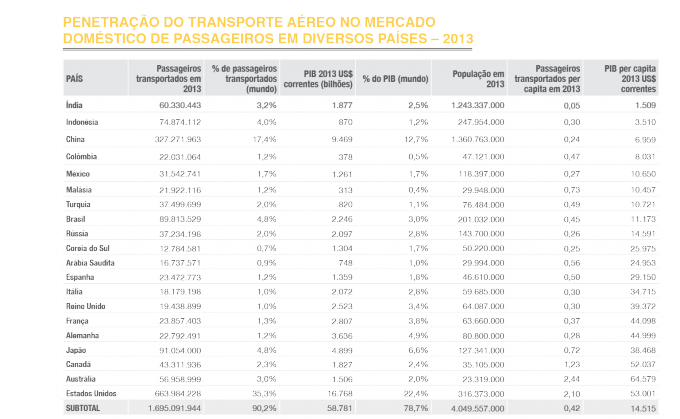 PENETRAÇÃO DO TRANSPORTE AÉREO NO MERCADO
DOMÉSTICO DE PASSAGEIROS EM DIVERSOS PAÍSES – 2013
PAÍS Passageiros transportados em 2013 % de passageiros transportados (mundo) PIB 2013 US$ correntes (bilhões) % do PIB (mundo) População em 2013 Passageiros transportados per capita em 2013 PIB per capita 2013 US$ correntes
Índia 60.330.443 3,2% 1.877 2,5% 1.243.337.000 0,05 1.509
Indonésia 74.874.112 4,0% 870 1,2% 247.954.000 0,30 3.510
China 327.271.963 17,4% 9.469 12,7% 1.360.763.000 0,24 6.959
Colômbia 22.031.064 1,2% 378 0,5% 47.121.000 0,47 8.031
México 31.542.741 1,7% 1.261 1,7% 118.397.000 0,27 10.650
Malásia 21.922.116 1,2% 313 0,4% 29.948.000 0,73 10.457
Turquia 37.499.699 2,0% 820 1,1% 76.484.000 0,49 10.721
Brasil 89.813.529 4,8% 2.246 3,0% 201.032.000 0,45 11.173
Rússia 37.234.198 2,0% 2.097 2,8% 143.700.000 0,26 14.591
Coreia do Sul 12.784.581 0,7% 1.304 1,7% 50.220.000 0,25 25.975
Arábia Saudita 16.737.571 0,9% 748 1,0% 29.994.000 0,56 24.953
Espanha 23.472.773 1,2% 1.359 1,8% 46.610.000 0,50 29.150
Itália 18.179.198 1,0% 2.072 2,8% 59.685.000 0,30 34.715
Reino Unido 19.438.899 1,0% 2.523 3,4% 64.087.000 0,30 39.372
França 23.857.403 1,3% 2.807 3,8% 63.660.000 0,37 44.098
Alemanha 22.792.491 1,2% 3.636 4,9% 80.800.000 0,28 44.999
Japão 91.054.000 4,8% 4.899 6,6% 127.341.000 0,72 38.468
Canadá 43.311.936 2,3% 1.827 2,4% 35.105.000 1,23 52.037
Austrália 56.958.999 3,0% 1.506 2,0% 23.319.000 2,44 64.579
Estados Unidos 663.984.228 35,3% 16.768 22,4% 316.373.000 2,10 53.001
SUBTOTAL 1.695.091.944 90,2% 58.781 78,7% 4.049.557.000 0,42 14.515